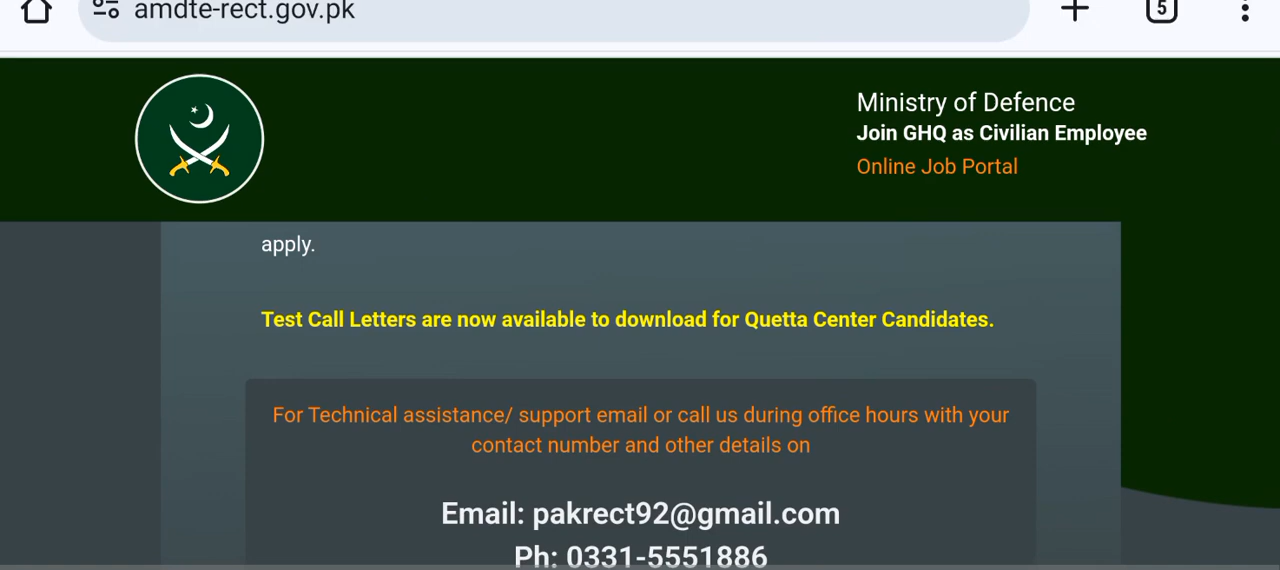 amdte-rect.gov.pk
5
Ministry of Defence
Join GHQ as Civilian Employee
Online Job Portal
apply.
Test Call Letters are now available to download for Quetta Center Candidates.
For Technical assistance/ support email or call us during office hours with your
contact number and other details on
Email: pakrect92@gmail.com
Ph: 0331-5551886